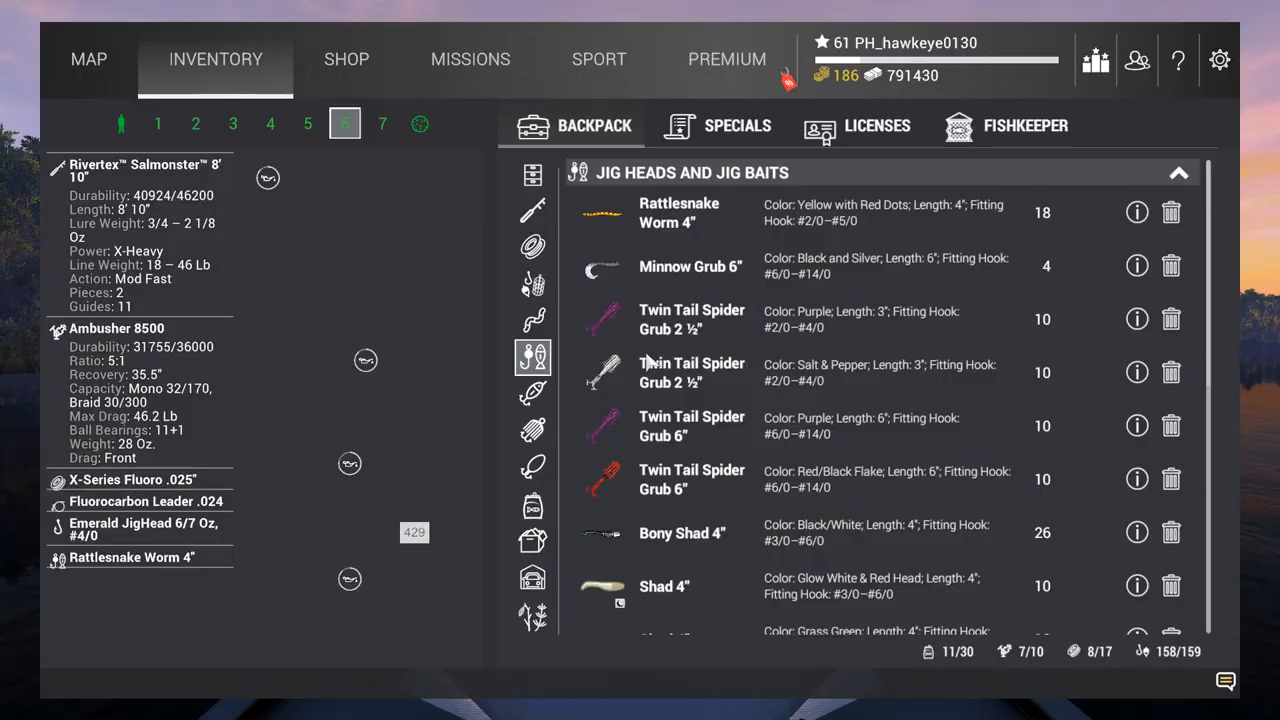 MAP
INVENTORY
SHOP
MISSIONS
SPORT
PREMIUM
61 PH_hawkeye0130
186 791430
?
1 2 3 4 5 6 7
BACKPACK
SPECIALS
LICENSES
FISHKEEPER
Rivertex™ Salmonster™ 8'
10"
Durability: 40924/46200
Length: 8' 10"
Lure Weight: 3/4 – 2 1/8
Oz
Power: X-Heavy
Line Weight: 18 – 46 Lb
Action: Mod Fast
Pieces: 2
Guides: 11
Ambusher 8500
Durability: 31755/36000
Ratio: 5:1
Recovery: 35.5"
Capacity: Mono 32/170,
Braid 30/300
Max Drag: 46.2 Lb
Ball Bearings: 11+1
Weight: 28 Oz.
Drag: Front
X-Series Fluoro .025"
Fluorocarbon Leader .024
Emerald JigHead 6/7 Oz,
#4/0
429
Rattlesnake Worm 4"
JIG HEADS AND JIG BAITS
Rattlesnake
Worm 4"
Color: Yellow with Red Dots; Length: 4"; Fitting
Hook: #2/0–#5/0
18
Minnow Grub 6"
Color: Black and Silver; Length: 6"; Fitting Hook:
#6/0–#14/0
4
Twin Tail Spider
Grub 2 ½"
Color: Purple; Length: 3"; Fitting Hook:
#2/0–#4/0
10
Twin Tail Spider
Grub 2 ½"
Color: Salt & Pepper; Length: 3"; Fitting Hook:
#2/0–#4/0
10
Twin Tail Spider
Grub 6"
Color: Purple; Length: 6"; Fitting Hook:
#6/0–#14/0
10
Twin Tail Spider
Grub 6"
Color: Red/Black Flake; Length: 6"; Fitting Hook:
#6/0–#14/0
10
Bony Shad 4"
Color: Black/White; Length: 4"; Fitting Hook:
#3/0–#6/0
26
Shad 4"
Color: Glow White & Red Head; Length: 4";
Fitting Hook: #3/0–#6/0
10
Color: Grass Green; Length: 4"; Fitting Hook:
11/30 7/10 8/17 158/159